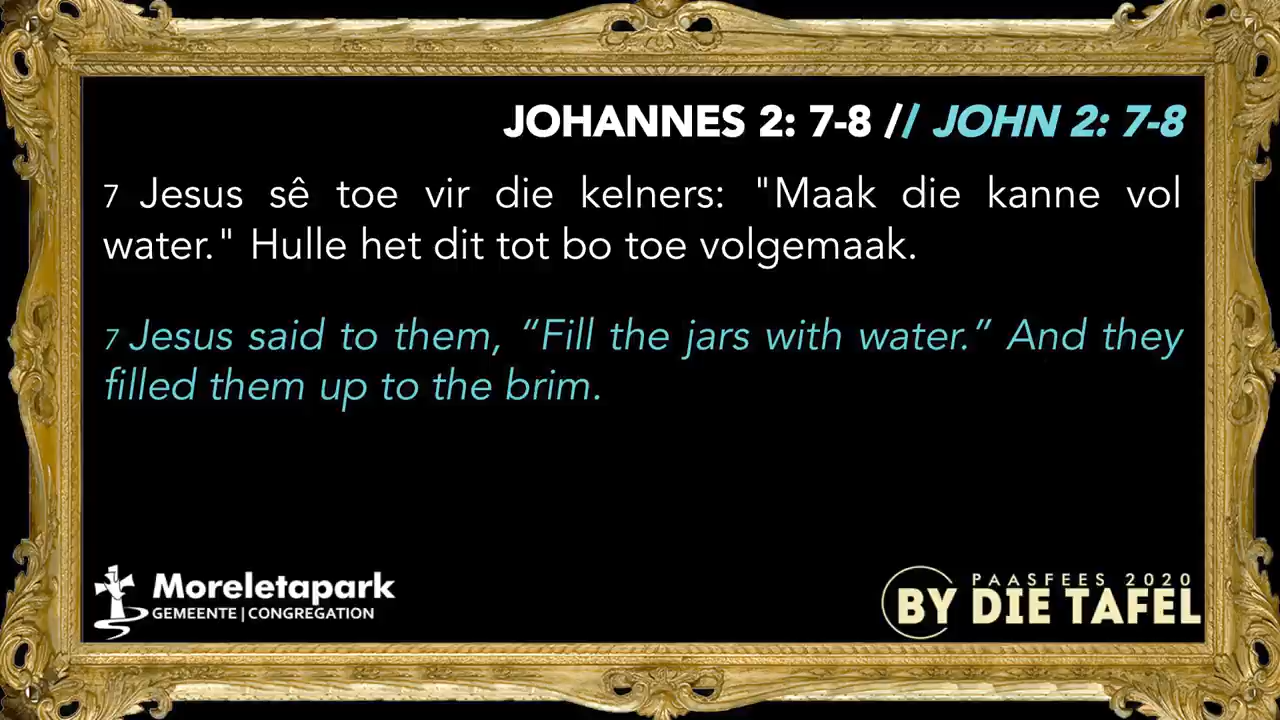 JOHANNES 2: 7-8 // JOHN 2: 7-8
7 Jesus sê toe vir die kelners: "Maak die kanne vol
water." Hulle het dit tot bo toe volgemaak.
7 Jesus said to them, “Fill the jars with water.” And they
filled them up to the brim.
Moreletapark
GEMEENTE | CONGREGATION
PAASFEES 2020
BY DIE TAFEL